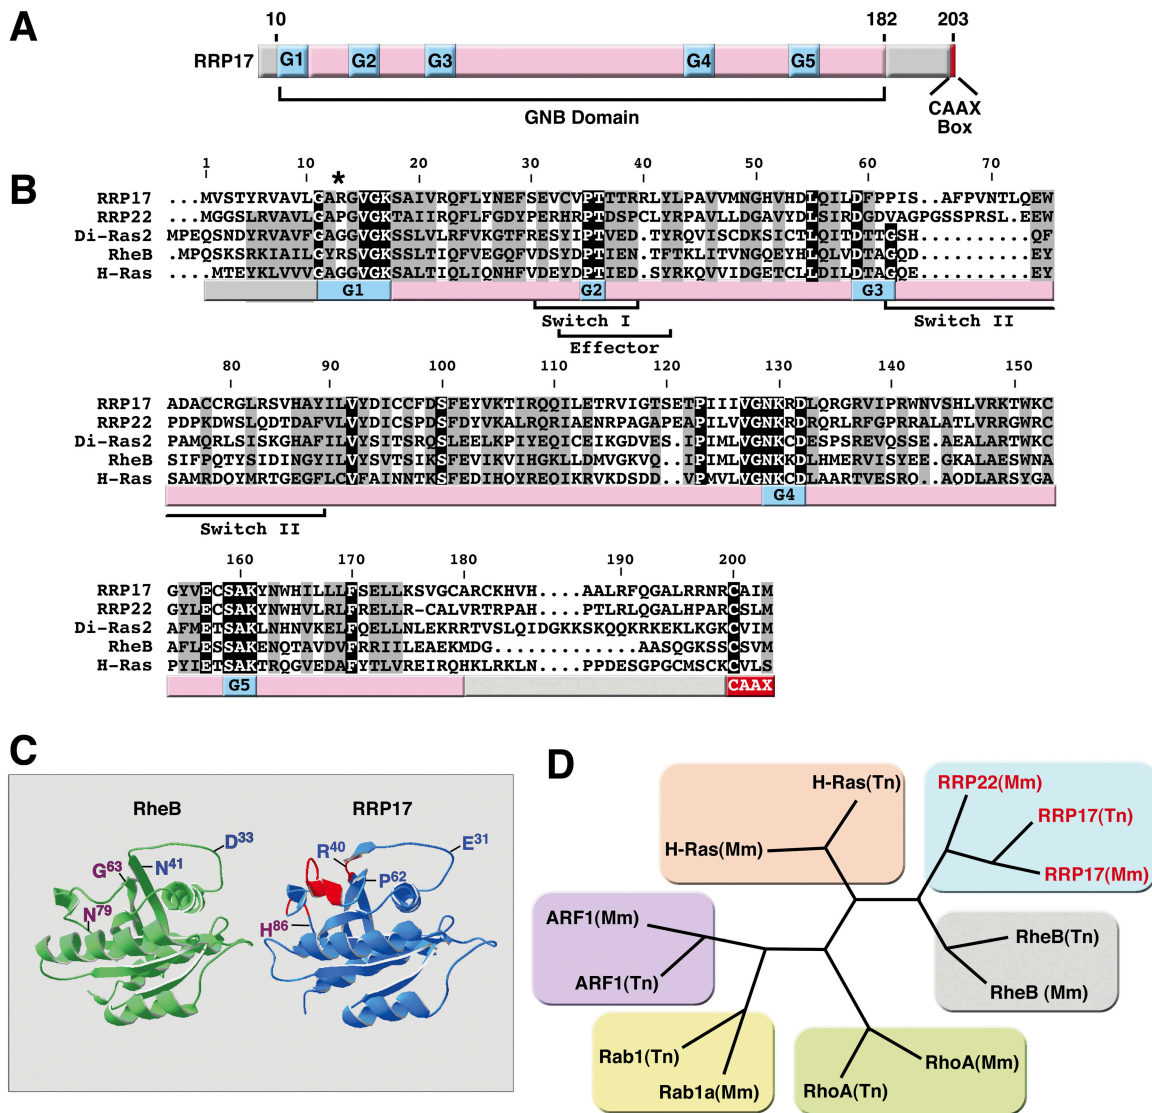 A
10 182 203
RRP17 G1 G2 G3 G4 G5
GNB Domain
CAAX
Box
B
1 10 20 30 40 50 60 70
*
RRP17 ...MVSTYRVAVLGARGVGKSAIVRQFLYNEFSEVCVPTTTRRLYLPAVVMNGHVHDLQILDFPPIS..AFPVNTLQEW
RRP22 ...MGGSLRVAVLGAPGVGKTAIIRQFLFGDYPERHRPTDSPCLYRPAVLLDGAVYDLSIRDGDVAGPGSSPRSL.EEW
Di-Ras2 MPEQSNDYRVAVFGAGGVGKSSLVLRFVKGTFRESYIPTVED.TYRQVISCDKSICTLQITDTTGSH..........QF
RheB .MPQSKSRKIAILGYRSVGKSSLTIQFVEGQFVDSYDPTIEN.TFTKLITVNGQEYHLQLVDTAGQD..........EY
H-Ras ....MTEYKLVVVGAGGVGKSALTIQLIQNHFVDEYDPTIED.SYRKQVVIDGETCLLDILDTAGQE..........EY
G1 G2 G3
Switch I Switch II
Effector
80 90 100 110 120 130 140 150
RRP17 ADACCRGLRSVHAYILVYDICCFDSFEYVKTIRQQILETRVIGTSETPIIIVGNKRDLQRGRVIPRWNVSHLVRKTWKC
RRP22 PDPKDWSLQDTDAFVLVYDICSPDSFDYVKALRQRIAENRPAGAPEAPILVVGNKRDRQRLRFGPRRALATLVRRGWRC
Di-Ras2 PAMQRLSISKGHAFILVYSITSRQSLEELKPIYEQICEIKGDVES.IPIMLVGNKCDESPSREVQSSE.AEALARTWKC
RheB SIFPQTYSIDINGYILVYSVTSIKSFEVIKVIHGKLLDMVGKVQ..IPIMLVGNKKDLHMERVISYEE.GKALAESWNA
H-Ras SAMRDQYMRTGEGFLCVFAINNTKSFEDIHQYREQIKRVKDSDD..VPMVLVGNKCDLAARTVESRQ..AQDLARSYGA
G4
Switch II
160 170 180 190 200
RRP17 GYVECSAKYNWHILLLFSELLKSVGCARCKHVH....AALRFQGALRRNRCAIM
RRP22 GYLECSAKYNWHVLRLFRELLR-CALVRTRPAH....PTLRLQGALHPARCSLM
Di-Ras2 AFMETSAKLNHNVKELFQELLNLEKRRTVSLQIDGKKSKQQKRKEKLKGKCVIM
RheB AFLESSAKENQTAVDVFRRIILEAEKMDG.............AASQGKSSCSVM
H-Ras PYIETSAKTRQGVEDAFYTLVREIRQHKLRKLN....PPDESGPGCMSCKCVLS
G5 CAAX
C
RheB RRP17
D33 E31
R40
G63 N41 P62
N79 H86
D
H-Ras(Tn) RRP22(Mm)
RRP17(Tn)
H-Ras(Mm) RRP17(Mm)
ARF1(Mm) RheB(Tn)
ARF1(Tn) RheB (Mm)
Rab1(Tn) RhoA(Mm)
Rab1a(Mm) RhoA(Tn)